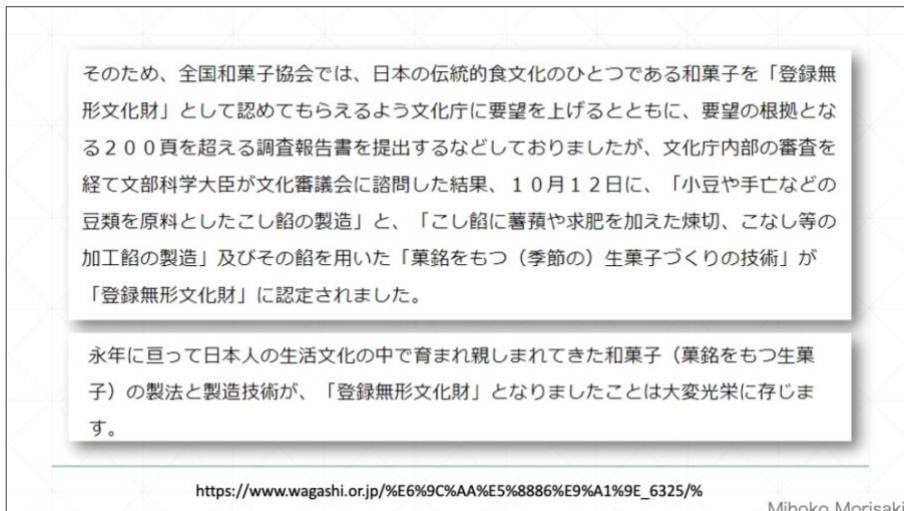 そのため、全国和菓子協会では、日本の伝統的食文化のひとつである和菓子を「登録無
形文化財」として認めてもらえるよう文化庁に要望を上げるとともに、要望の根拠とな
る２００頁を超える調査報告書を提出するなどしておりましたが、文化庁内部の審査を
経て文部科学大臣が文化審議会に諮問した結果、１０月１２日に、「小豆や手亡などの
豆類を原料としたこし餡の製造」と、「こし餡に薯蕷や求肥を加えた煉切、こなし等の
加工餡の製造」及びその餡を用いた「菓銘をもつ（季節の）生菓子づくりの技術」が
「登録無形文化財」に認定されました。
永年に亘って日本人の生活文化の中で育まれ親しまれてきた和菓子（菓銘をもつ生菓
子）の製法と製造技術が、「登録無形文化財」となりましたことは大変光栄に存じま
す。
https://www.wagashi.or.jp/%E6%9C%AA%E5%8886%E9%A1%9E_6325/%
Mihoko Morisaki